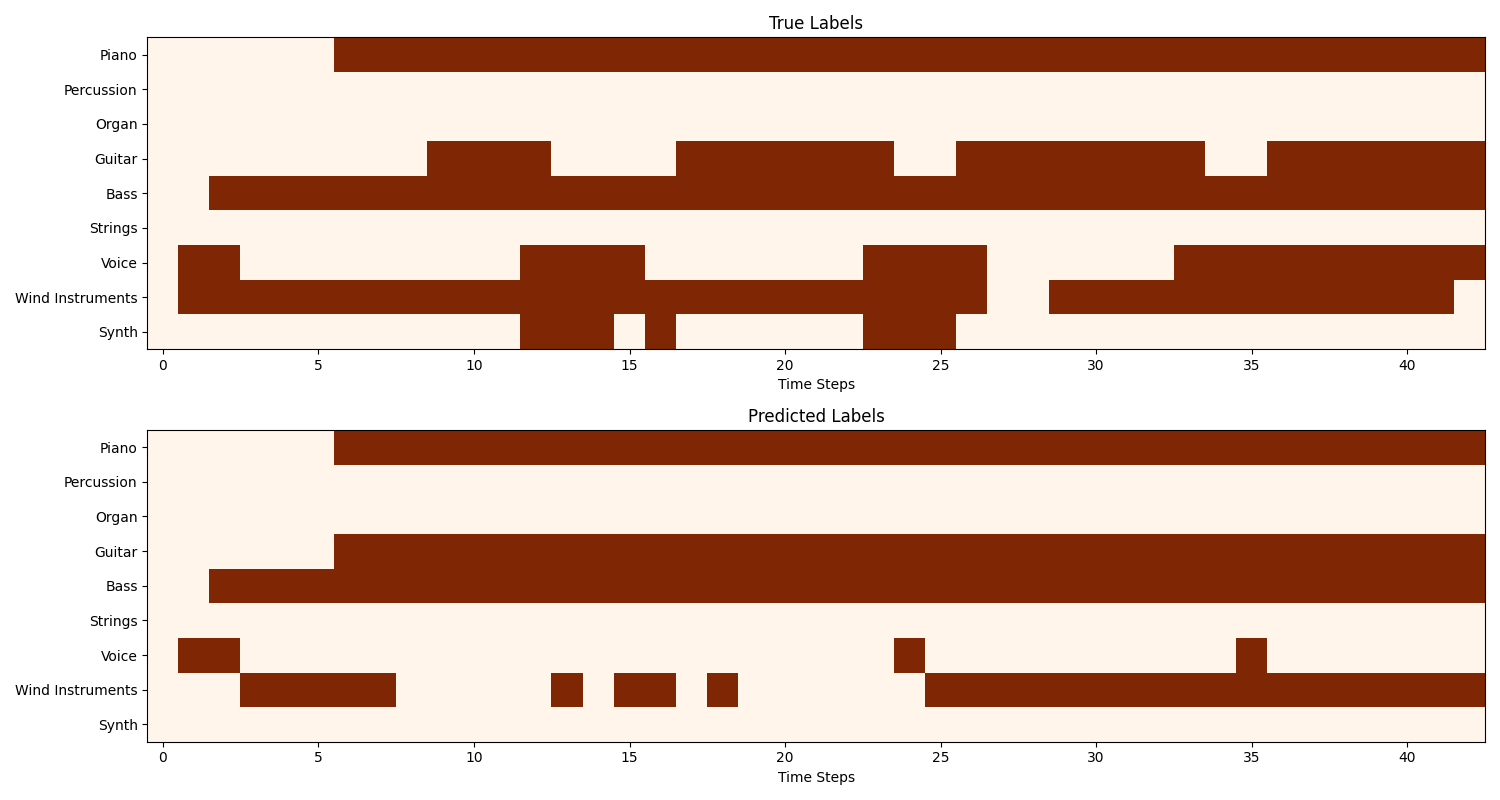 True Labels
Piano
Percussion
Organ
Guitar
Bass
Strings
Voice
Wind Instruments
Synth
0 5 10 15 20 25 30 35 40
Time Steps
Predicted Labels
Piano
Percussion
Organ
Guitar
Bass
Strings
Voice
Wind Instruments
Synth
0 5 10 15 20 25 30 35 40
Time Steps